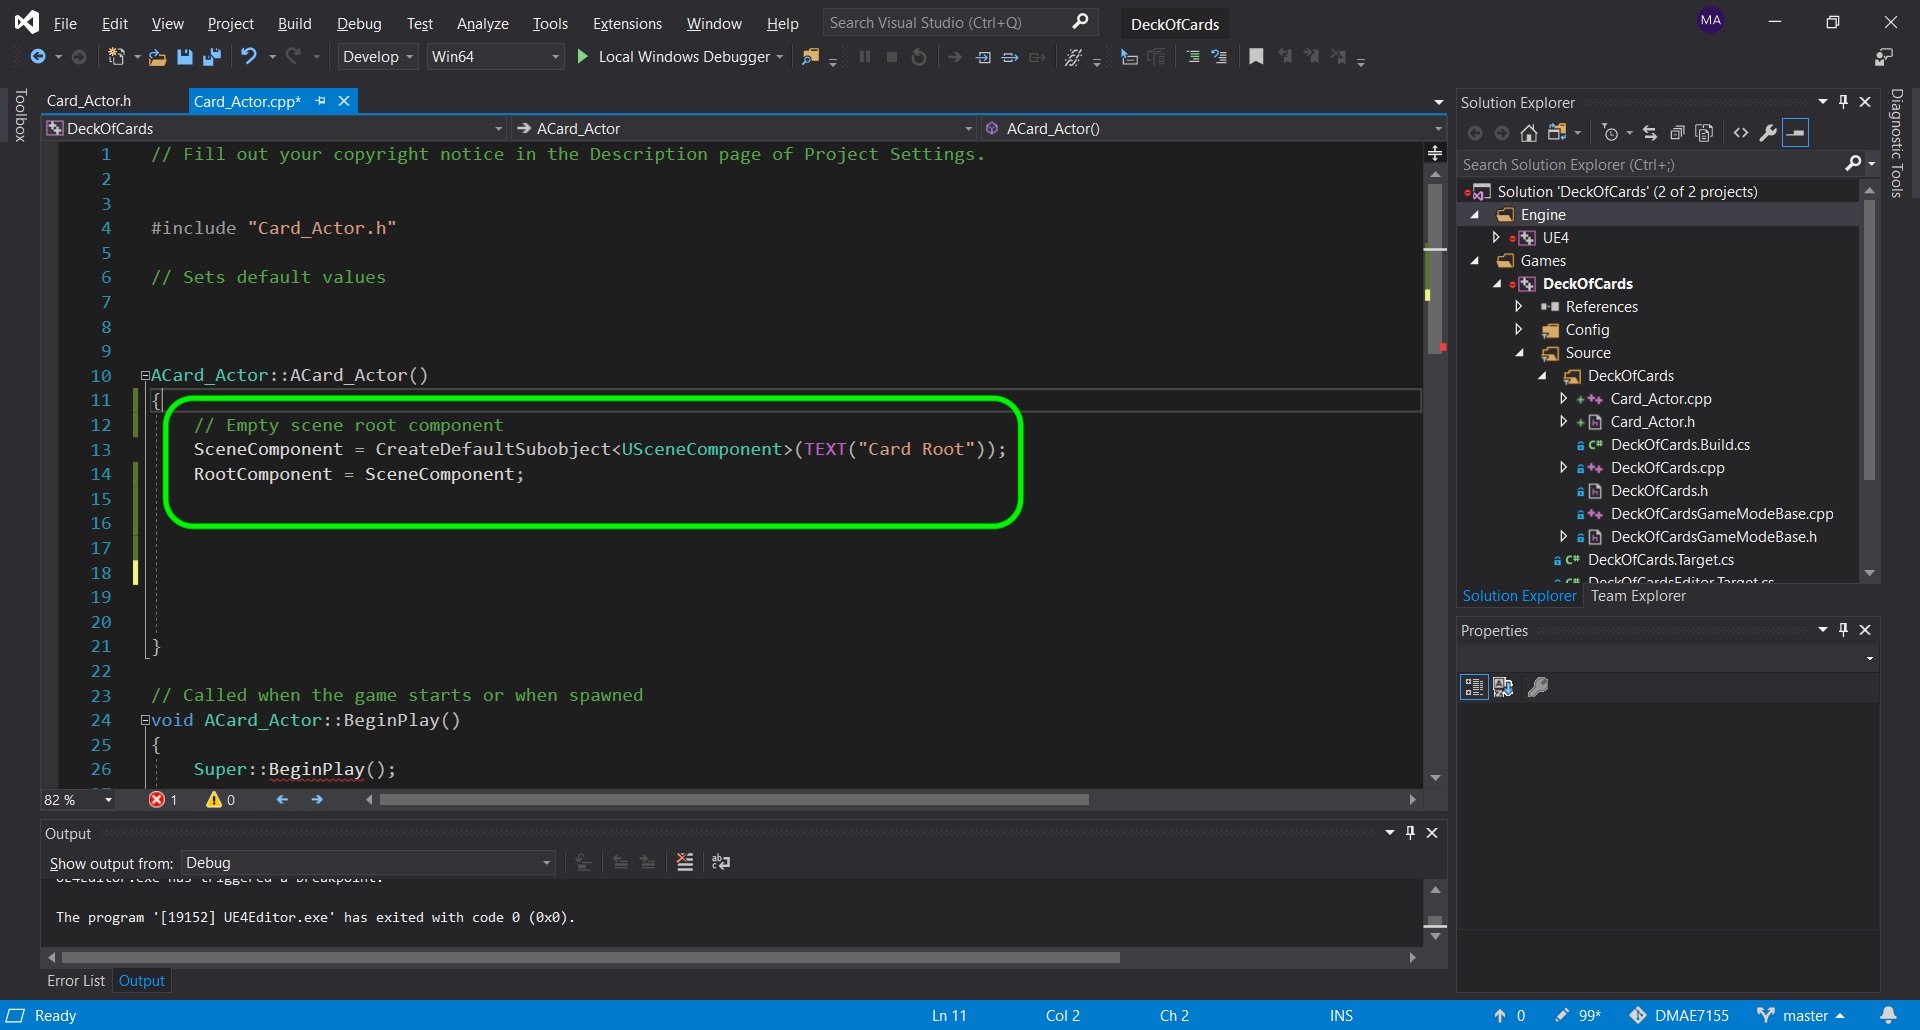 File Edit View Project Build Debug Test Analyze Tools Extensions Window Help Search Visual Studio (Ctrl+Q) DeckOfCards MA
Develop Win64 Local Windows Debugger
Toolbox
Card_Actor.h Card_Actor.cpp*
DeckOfCards ACard_Actor ACard_Actor()
1 // Fill out your copyright notice in the Description page of Project Settings.
2
3
4 #include "Card_Actor.h"
5
6 // Sets default values
7
8
9
10 ACard_Actor::ACard_Actor()
11 {
12 // Empty scene root component
13 SceneComponent = CreateDefaultSubobject<USceneComponent>(TEXT("Card Root"));
14 RootComponent = SceneComponent;
15
16
17
18
19
20
21 }
22
23 // Called when the game starts or when spawned
24 void ACard_Actor::BeginPlay()
25 {
26 Super::BeginPlay();
82 % 1 0
Output
Show output from: Debug
UE4Editor.exe has triggered a breakpoint.
The program '[19152] UE4Editor.exe' has exited with code 0 (0x0).
Error List Output
Solution Explorer
Search Solution Explorer (Ctrl+;)
Solution 'DeckOfCards' (2 of 2 projects)
Engine
UE4
Games
DeckOfCards
References
Config
Source
DeckOfCards
Card_Actor.cpp
Card_Actor.h
DeckOfCards.Build.cs
DeckOfCards.cpp
DeckOfCards.h
DeckOfCardsGameModeBase.cpp
DeckOfCardsGameModeBase.h
DeckOfCards.Target.cs
DeckOfCardsEditor.Target.cs
Solution Explorer Team Explorer
Properties
Diagnostic Tools
Ready Ln 11 Col 2 Ch 2 INS 0 99* DMAE7155 master